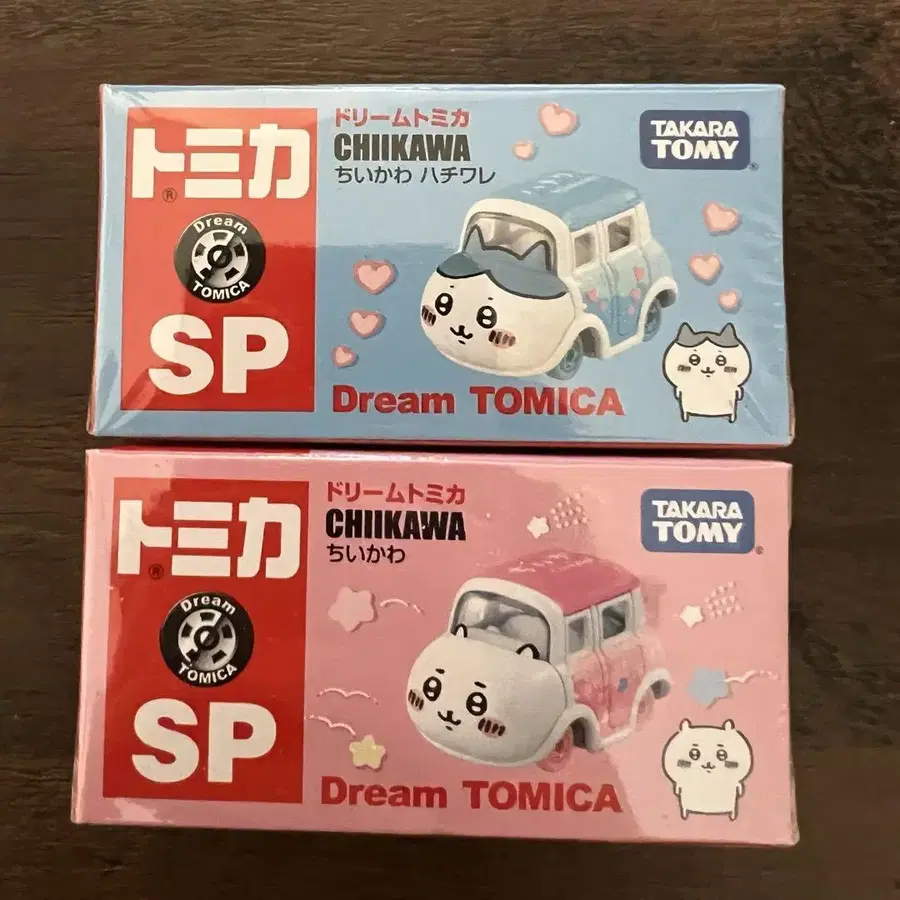 トミカ
®
Dream
TOMICA
SP
ドリームトミカ
CHIIKAWA
ちいかわ ハチワレ
TAKARA
TOMY
®
Dream TOMICA
トミカ
®
Dream
TOMICA
SP
ドリームトミカ
CHIIKAWA
ちいかわ
TAKARA
TOMY
®
Dream TOMICA